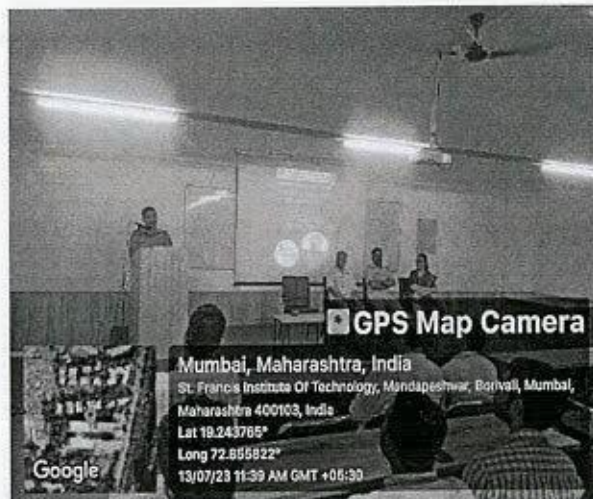 GPS Map Camera
Mumbai, Maharashtra, India
St. Francis Institute Of Technology, Mandapeshwar, Borivali, Mumbai,
Maharashtra 400103, India
Lat 19.243765°
Long 72.855822°
13/07/23 11:39 AM GMT +05:30
Google